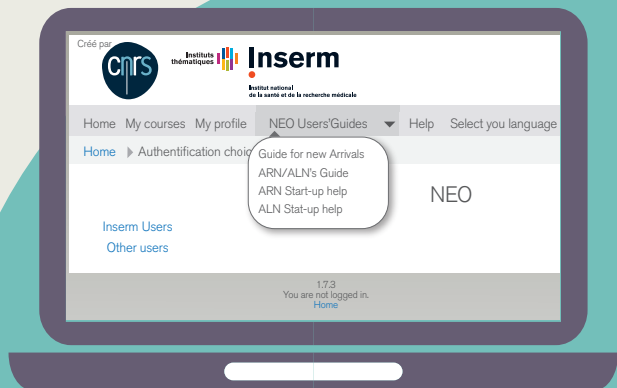 Créé par
cnrs
Instituts
thématiques
Inserm
Institut national
de la santé et de la recherche médicale
Home My courses My profile NEO Users'Guides Help Select you language
Home Authentification choic
Guide for new Arrivals
ARN/ALN's Guide
ARN Start-up help
ALN Stat-up help
NEO
Inserm Users
Other users
1.7.3
You are not logged in.
Home